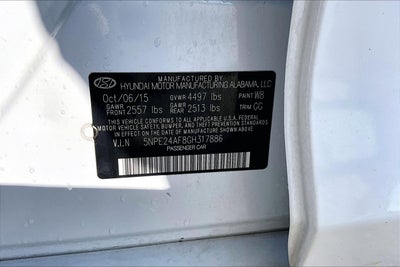 MANUFACTURED BY
HYUNDAI MOTOR MANUFACTURING ALABAMA, LLC
Oct/06/15 GVWR 4497 lbs PAINT W8
GAWR FRONT 2557 lbs GAWR REAR 2513 lbs TRIM GG
THIS VEHICLE CONFORMS TO ALL APPLICABLE U.S.A. FEDERAL
MOTOR VEHICLE SAFETY, BUMPER, AND THEFT PREVENTION
STANDARDS IN EFFECT ON THE DATE OF MANUFACTURE SHOWN ABOVE.
V.I.N 5NPE24AF8GH317886
PASSENGER CAR